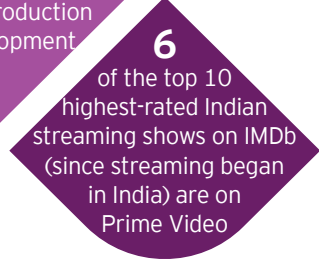 roduction
opment
6
of the top 10
highest-rated Indian
streaming shows on IMDb
(since streaming began
in India) are on
Prime Video